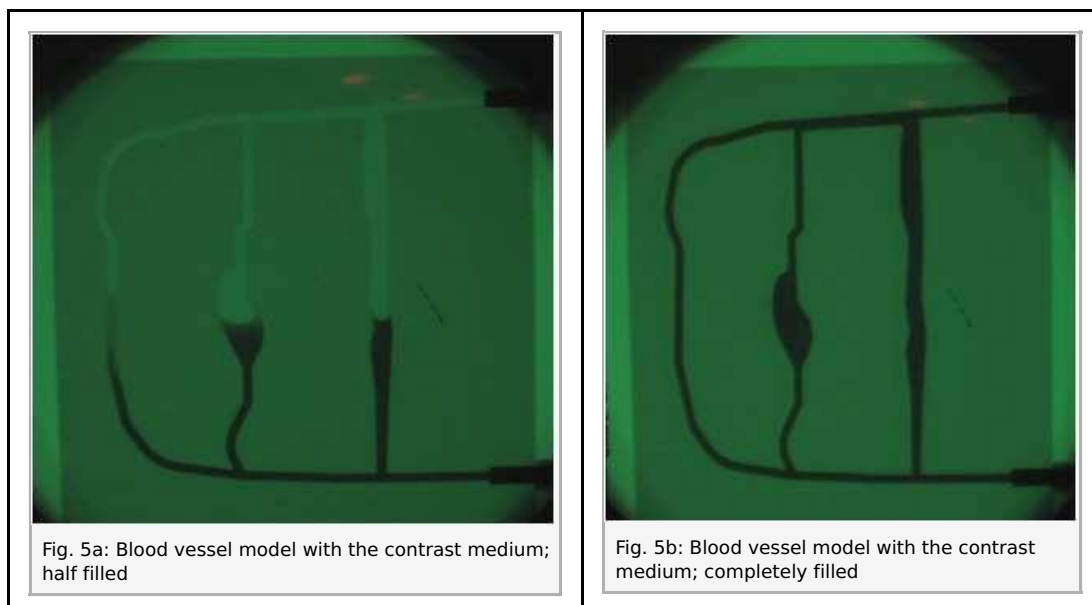 Fig. 5a: Blood vessel model with the contrast medium;
half filled
Fig. 5b: Blood vessel model with the contrast
medium; completely filled